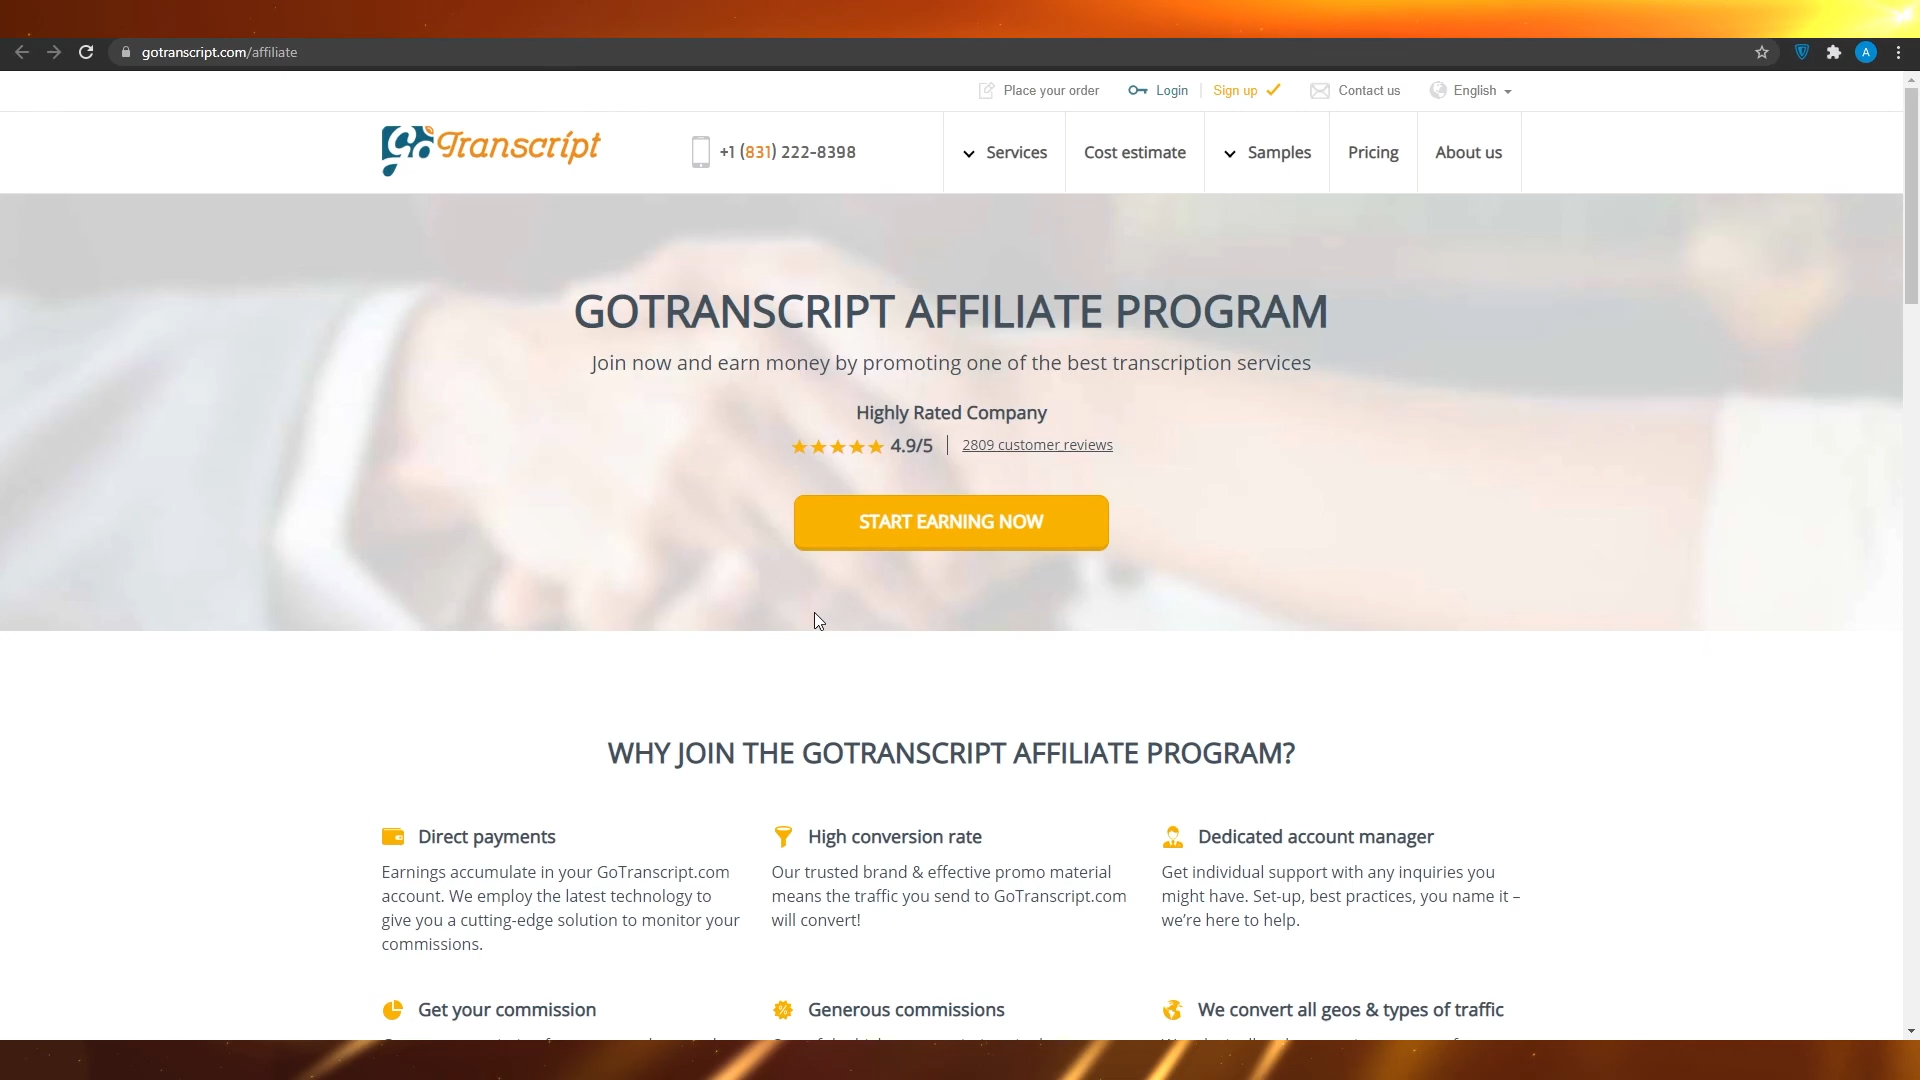 gotranscript.com/affiliate
A
Place your order
Login
Sign up
Contact us
English
GoTranscript
+1 (831) 222-8398
Services
Cost estimate
Samples
Pricing
About us
GOTRANSCRIPT AFFILIATE PROGRAM
Join now and earn money by promoting one of the best transcription services
Highly Rated Company
4.9/5
2809 customer reviews
START EARNING NOW
WHY JOIN THE GOTRANSCRIPT AFFILIATE PROGRAM?
Direct payments
Earnings accumulate in your GoTranscript.com
account. We employ the latest technology to
give you a cutting-edge solution to monitor your
commissions.
High conversion rate
Our trusted brand & effective promo material
means the traffic you send to GoTranscript.com
will convert!
Dedicated account manager
Get individual support with any inquiries you
might have. Set-up, best practices, you name it –
we’re here to help.
Get your commission
Generous commissions
We convert all geos & types of traffic